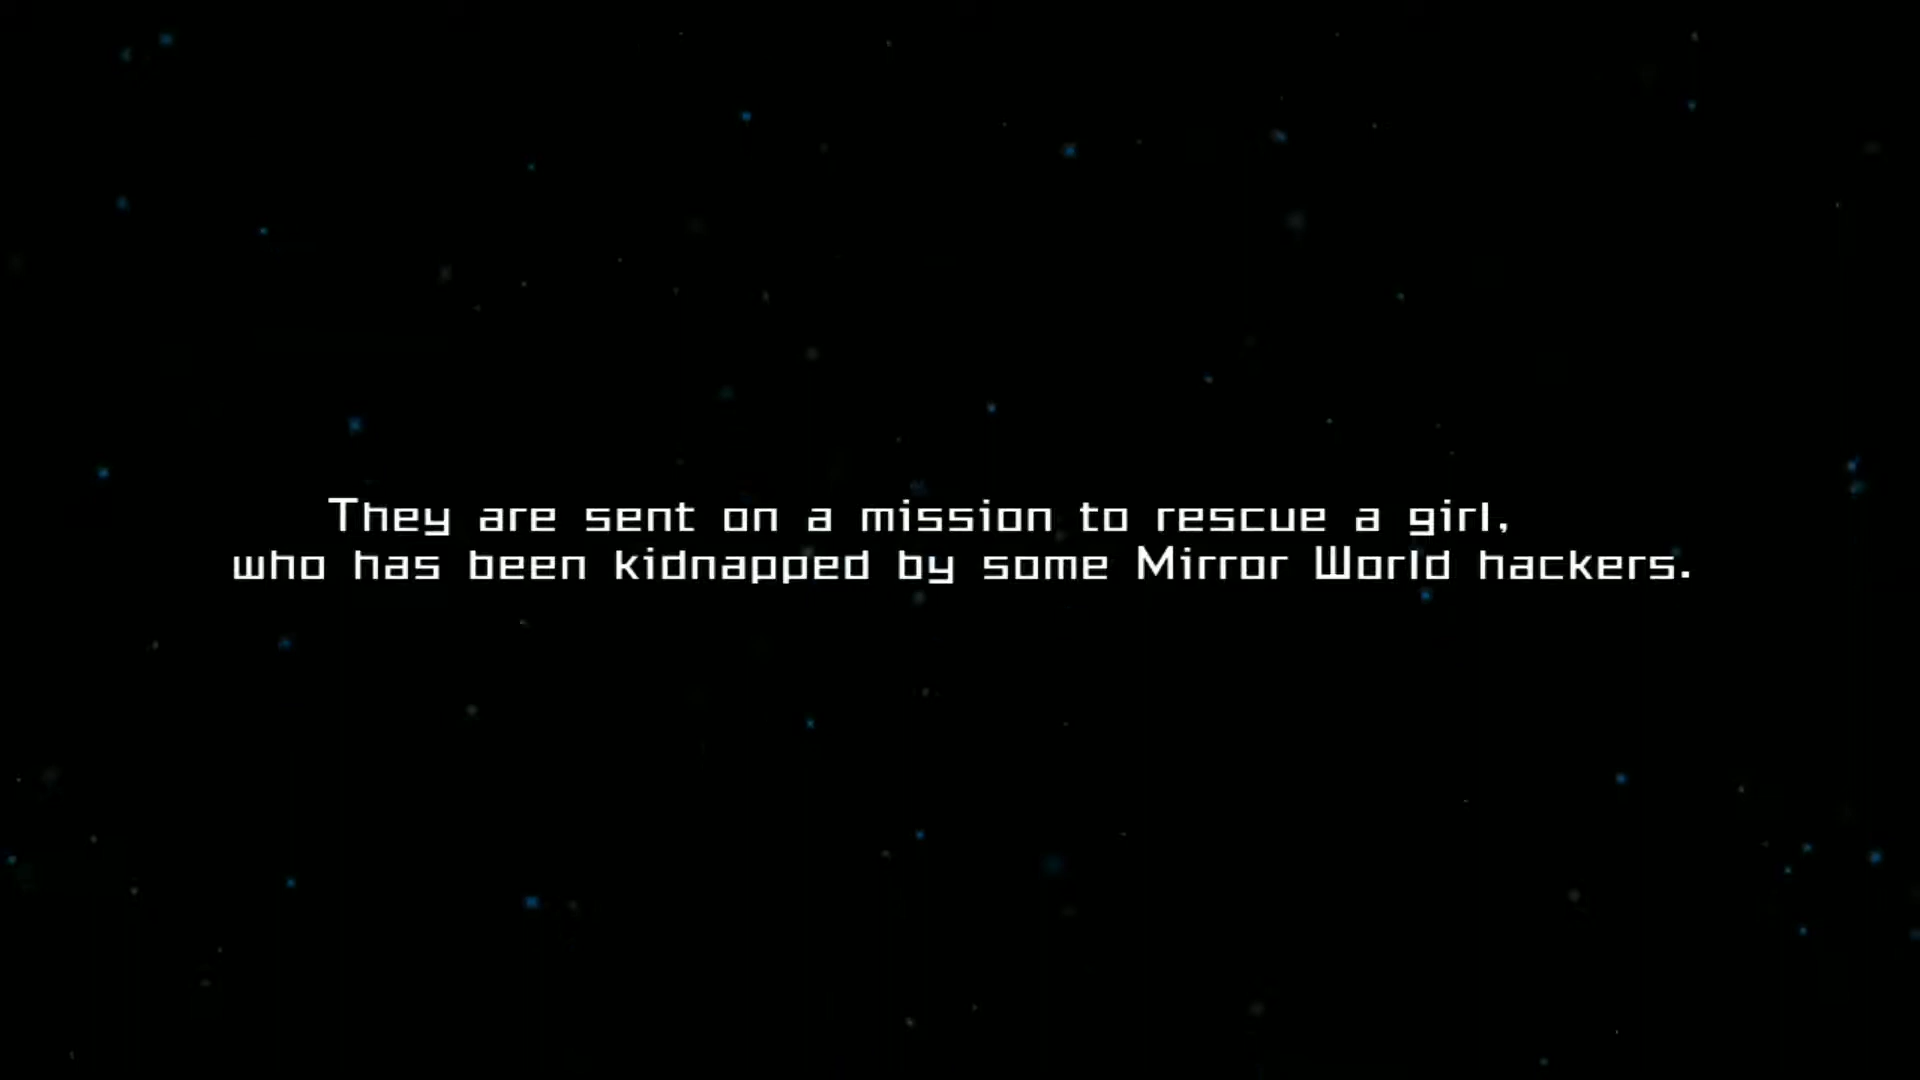 They are sent on a mission to rescue a girl,
who has been kidnapped by some Mirror World hackers.